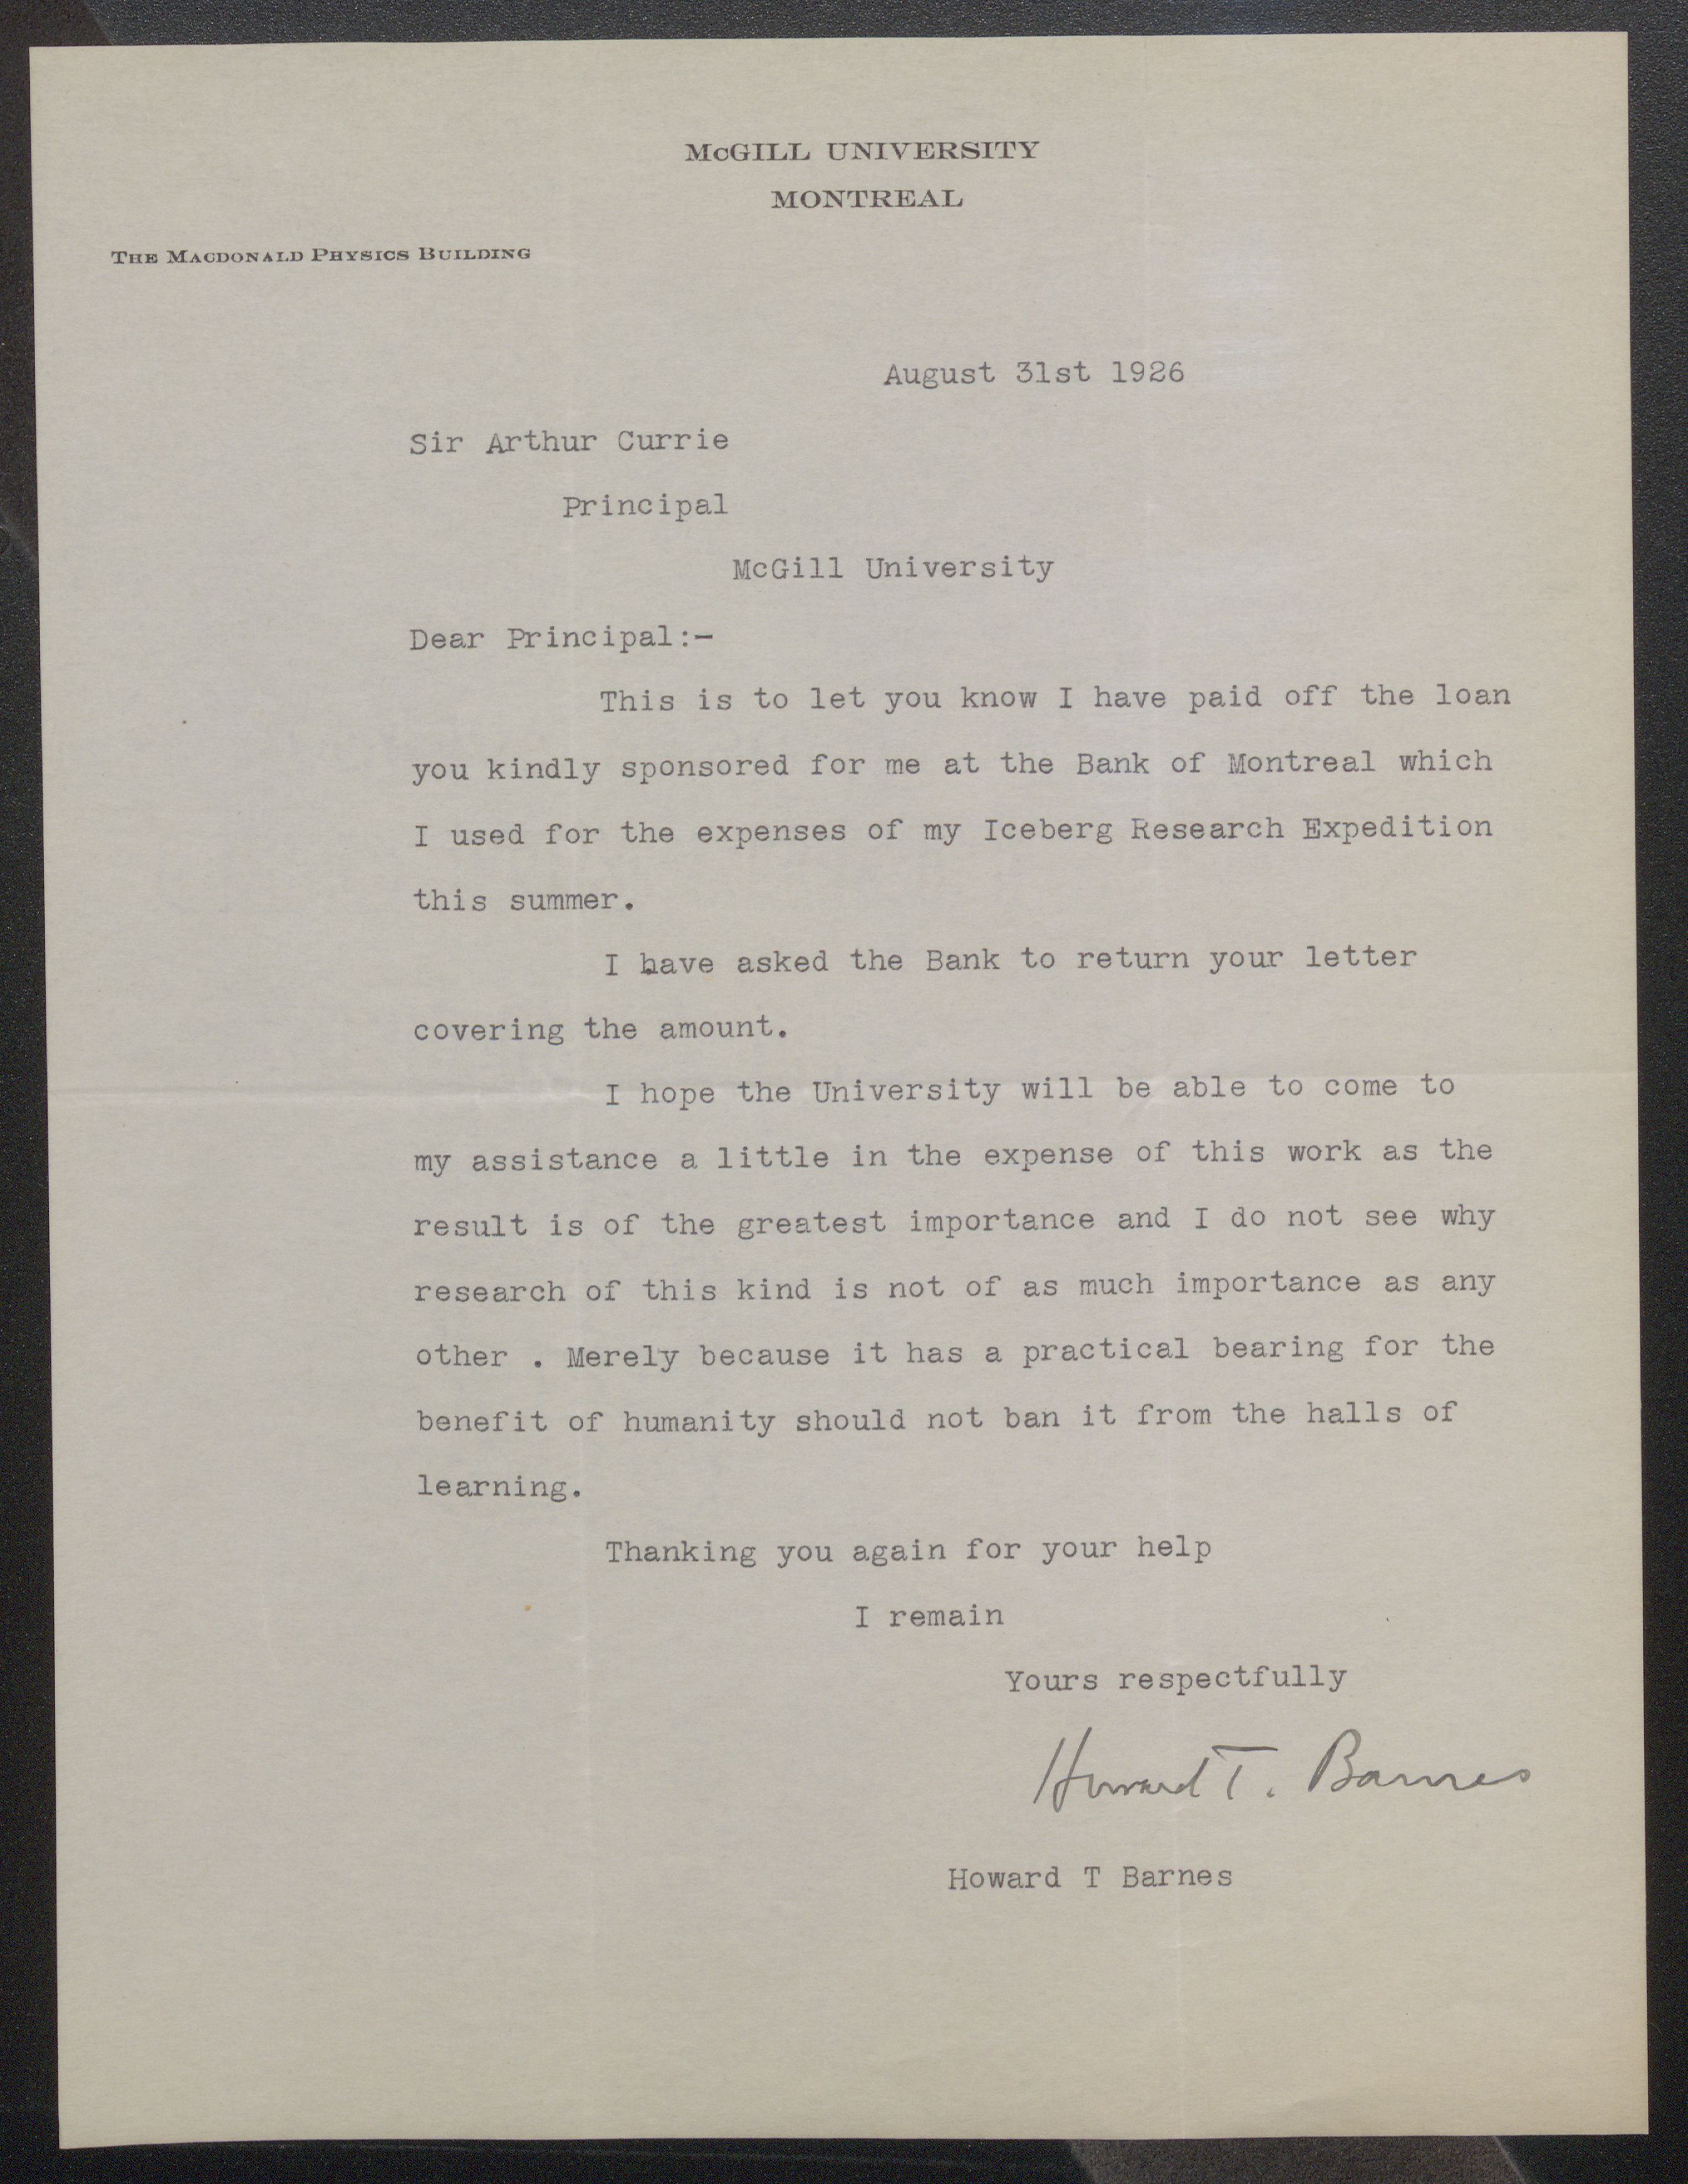 McGILL UNIVERSITY
MONTREAL
THE MACDONALD PHYSICS BUILDING
August 31st 1926
Sir Arthur Currie
Principal
McGill University
Dear Principal:-
This is to let you know I have paid off the loan
you kindly sponsored for me at the Bank of Montreal which
I used for the expenses of my Iceberg Research Expedition
this summer.
I have asked the Bank to return your letter
covering the amount.
I hope the University will be able to come to
my assistance a little in the expense of this work as the
result is of the greatest importance and I do not see why
research of this kind is not of as much importance as any
other . Merely because it has a practical bearing for the
benefit of humanity should not ban it from the halls of
learning.
Thanking you again for your help
I remain
Yours respectfully
Howard T. Barnes
Howard T Barnes